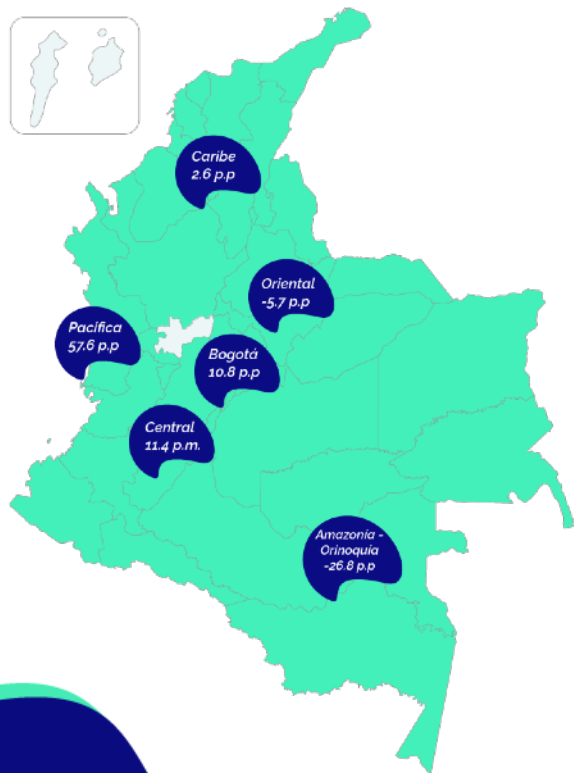 Caribe
2.6 p.p
Oriental
-5.7 p.p
Pacífica
57.6 p.p
Bogotá
10.8 p.p
Central
11.4 p.m.
Amazonía -
Orinoquía
-26.8 p.p